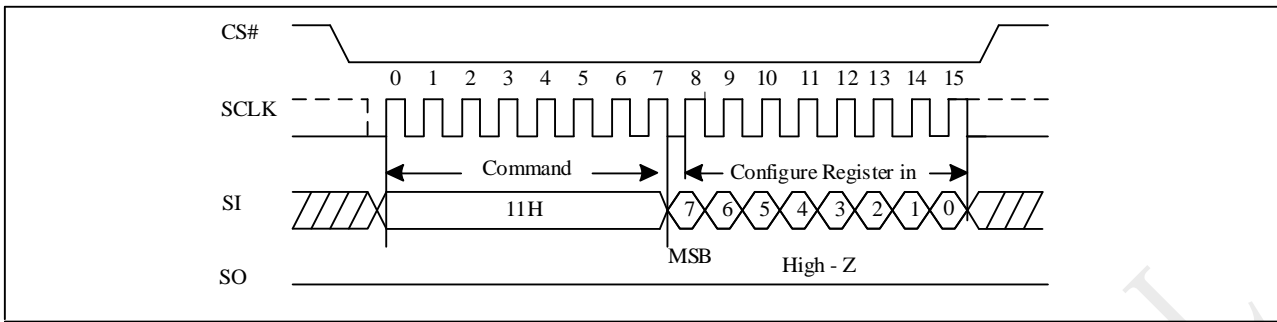 CS#
0 1 2 3 4 5 6 7 8 9 10 11 12 13 14 15
SCLK
Command Configure Register in
SI 11H 7 6 5 4 3 2 1 0
MSB High - Z
SO